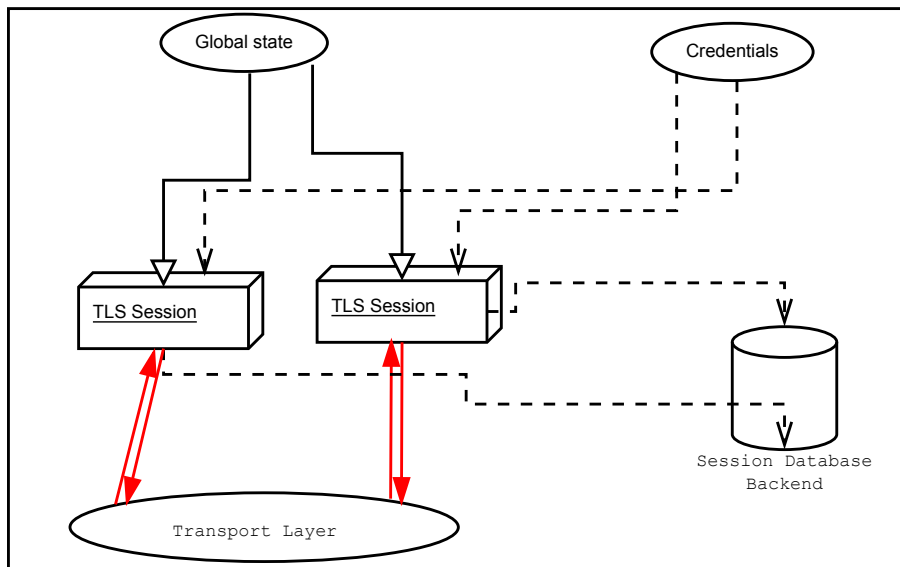 Global state
Credentials
TLS Session
TLS Session
Session Database
Backend
Transport Layer